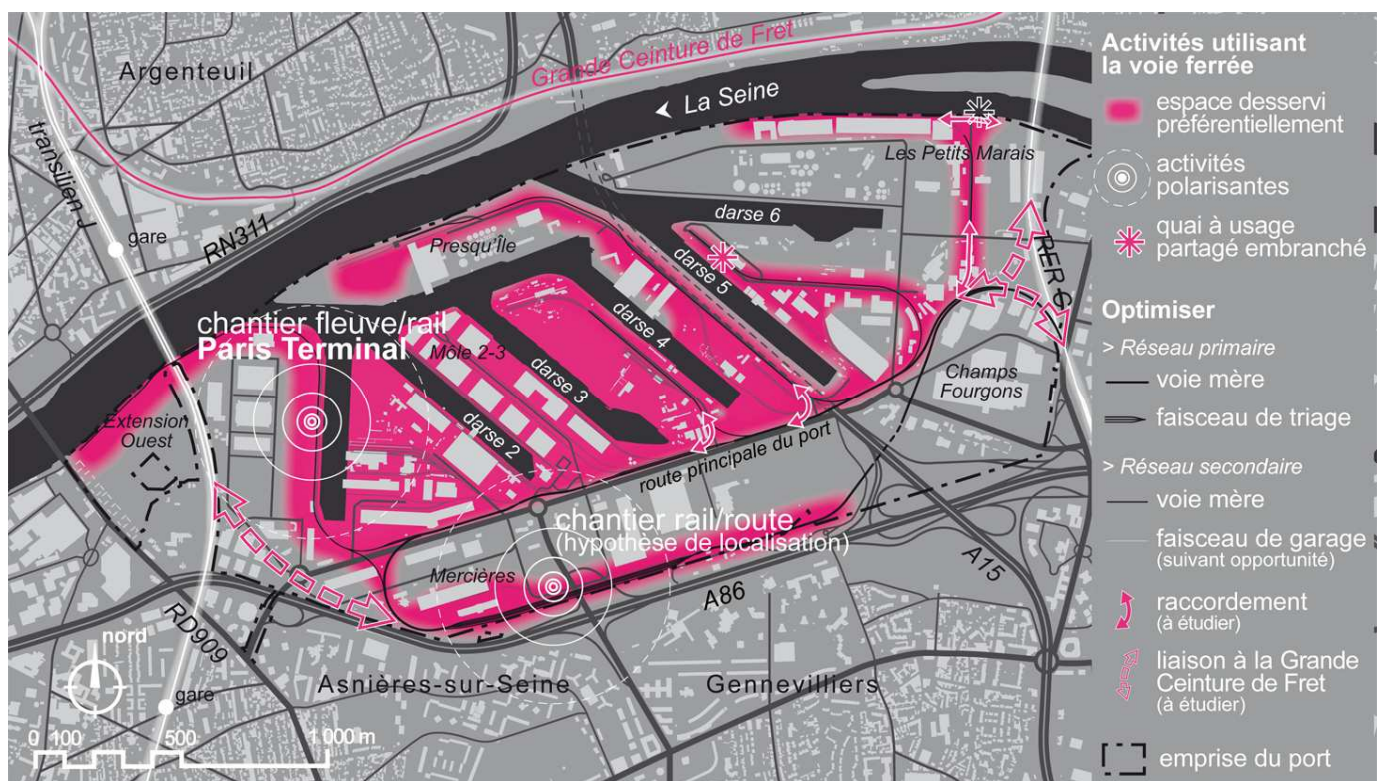 Argenteuil
Grande Ceinture de Fret
La Seine
transilien J
gare
RN311
Presqu'Île
Les Petits Marais
darse 6
darse 5
RER C
chantier fleuve/rail
Paris Terminal
Môle 2-3
darse 4
darse 3
darse 2
Champs
Fourgons
Extension
Ouest
route principale du port
chantier rail/route
(hypothèse de localisation)
Mercières
A15
A86
RD909
nord
gare
Asnières-sur-Seine
Gennevilliers
0 100 500 1 000 m
Activités utilisant
la voie ferrée
espace desservi
préférentiellement
activités
polarisantes
quai à usage
partagé embranché
Optimiser
> Réseau primaire
voie mère
faisceau de triage
> Réseau secondaire
voie mère
faisceau de garage
(suivant opportunité)
raccordement
(à étudier)
liaison à la Grande
Ceinture de Fret
(à étudier)
emprise du port